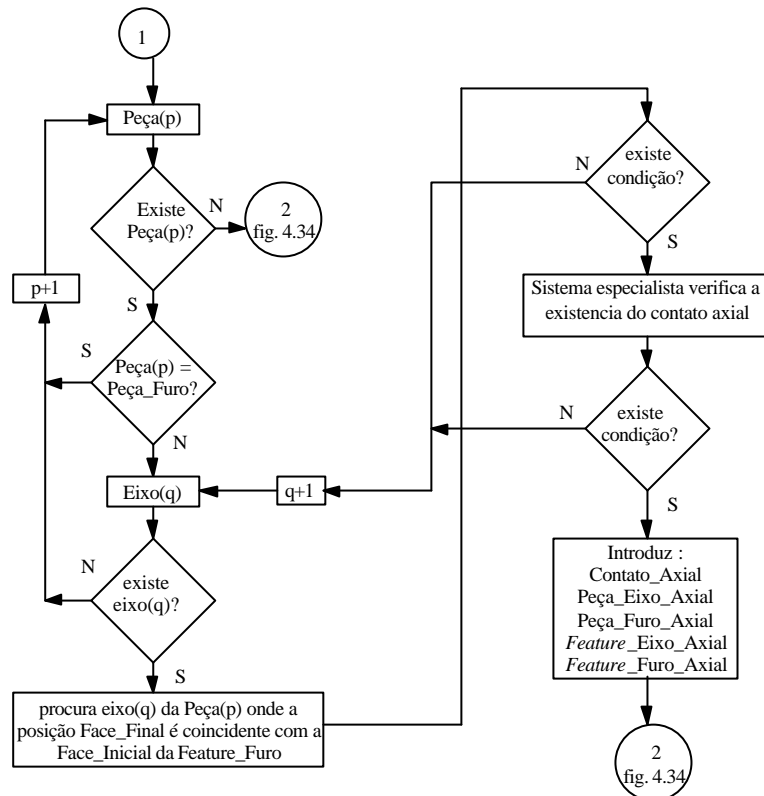 1
Peça(p)
Existe
Peça(p)?
N
2
fig. 4.34
S
p+1
S
Peça(p) =
Peça_Furo?
N
Eixo(q)
q+1
N
existe
eixo(q)?
S
procura eixo(q) da Peça(p) onde a
posição Face_Final é coincidente com a
Face_Inicial da Feature_Furo
N
existe
condição?
S
Sistema especialista verifica a
existencia do contato axial
N
existe
condição?
S
Introduz :
Contato_Axial
Peça_Eixo_Axial
Peça_Furo_Axial
Feature_Eixo_Axial
Feature_Furo_Axial
2
fig. 4.34